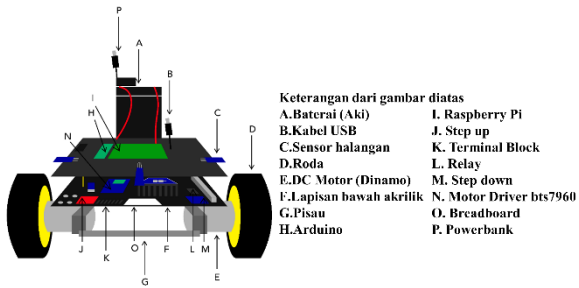 P
A
B
I
H
C
D
N
J
K
O
F
L
M
E
G
Keterangan dari gambar diatas
A.Baterai (Aki) I. Raspberry Pi
B.Kabel USB J. Step up
C.Sensor halangan K. Terminal Block
D.Roda L. Relay
E.DC Motor (Dinamo) M. Step down
F.Lapisan bawah akrilik N. Motor Driver bts7960
G.Pisau O. Breadboard
H.Arduino P. Powerbank